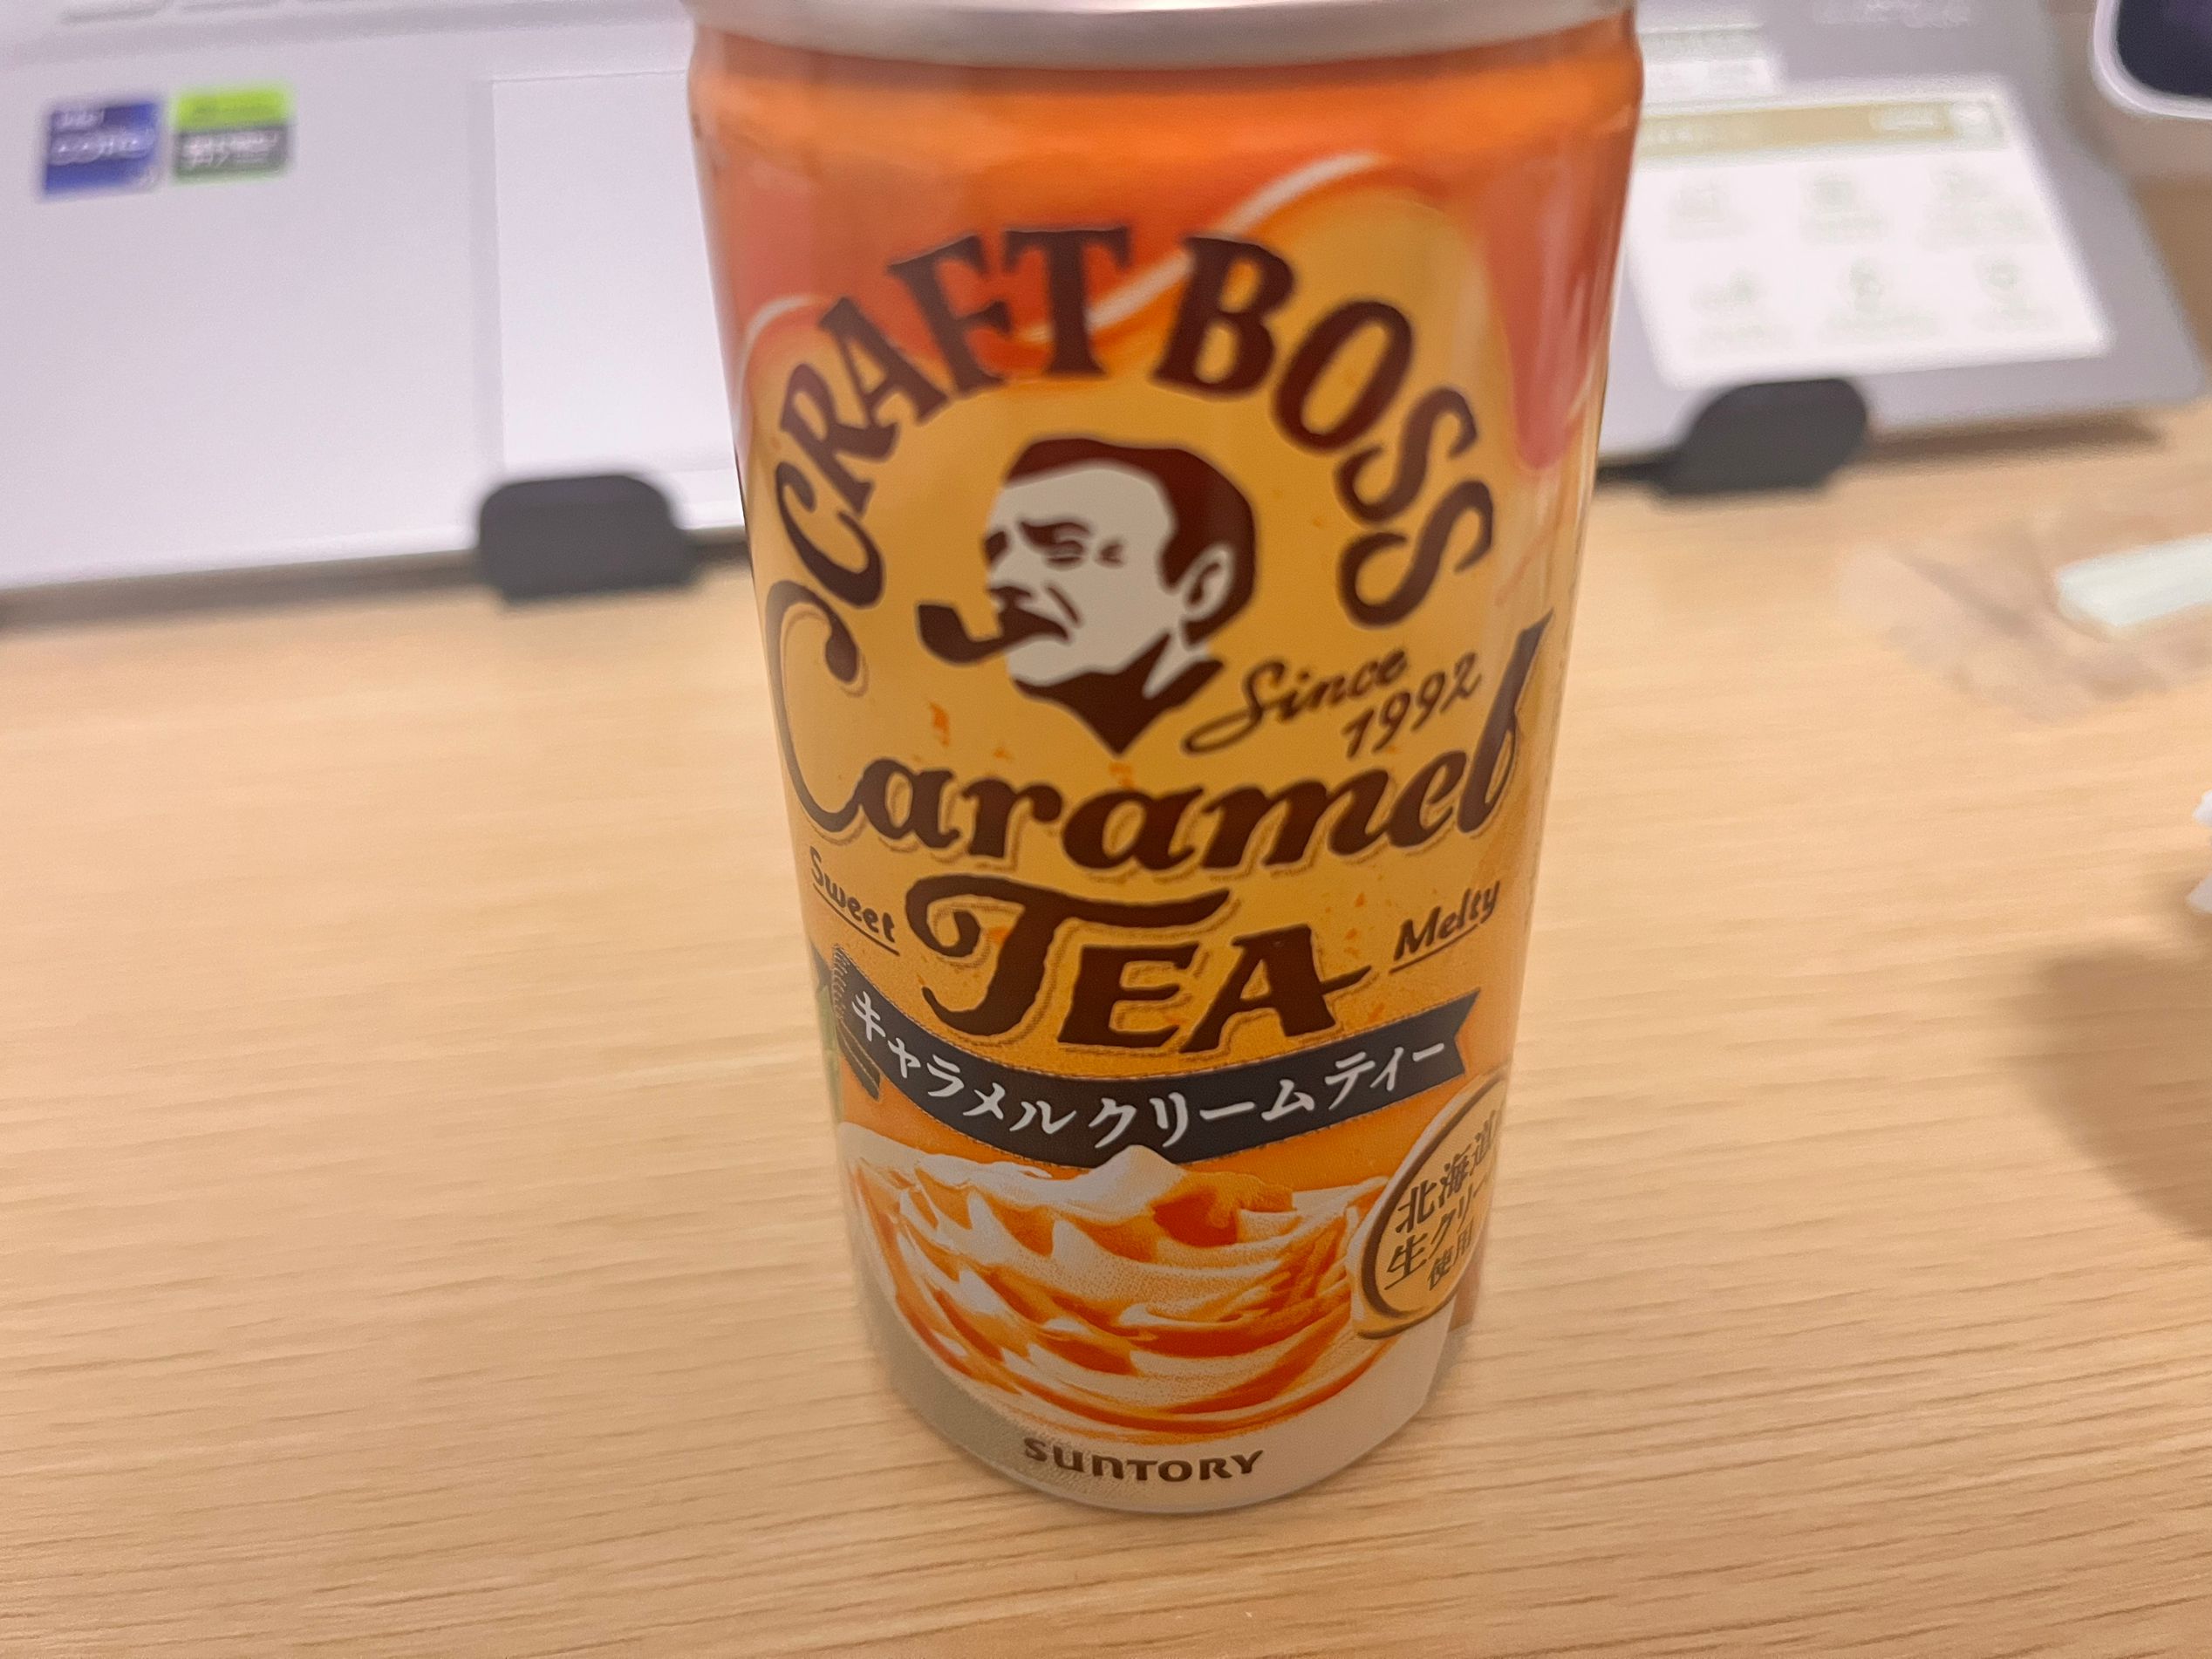 CRAFT BOSS
Since
1992
Caramel
Sweet
TEA
Melty
キャラメルクリームティー
北海道
生クリー
使用
SUNTORY